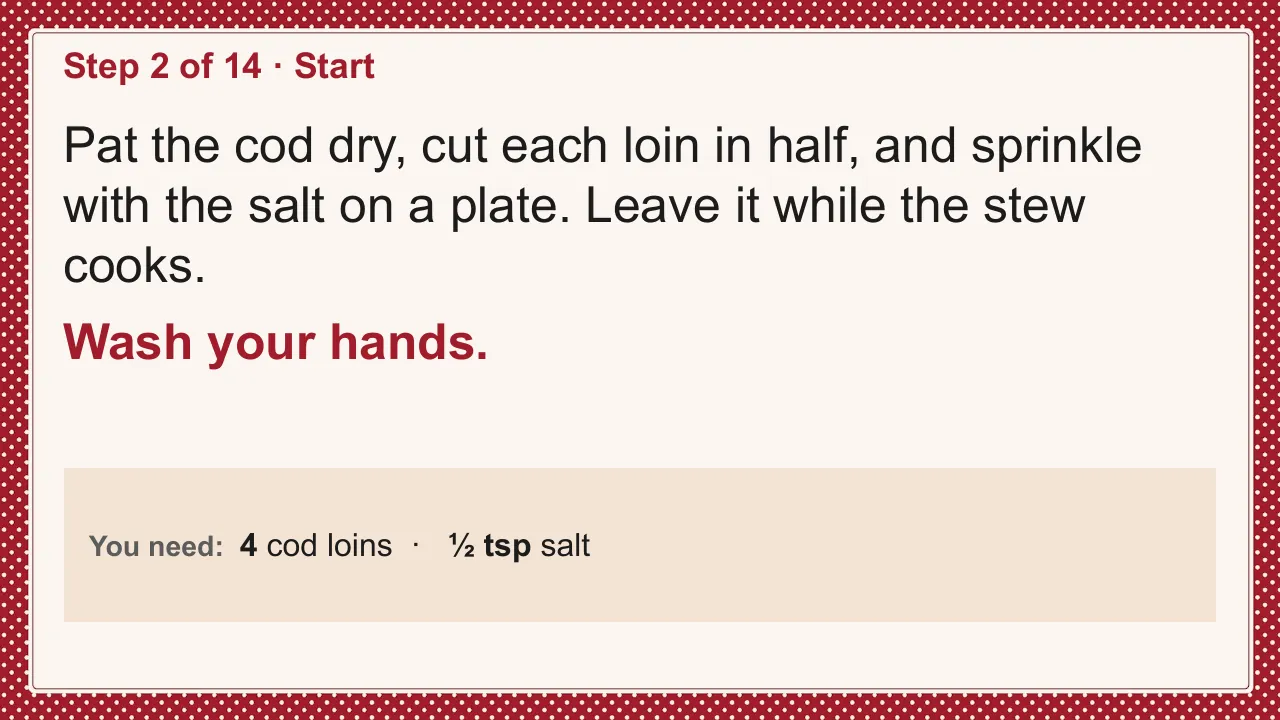 Step 2 of 14 · Start
Pat the cod dry, cut each loin in half, and sprinkle
with the salt on a plate. Leave it while the stew
cooks.
Wash your hands.
You need: 4 cod loins · ½ tsp salt